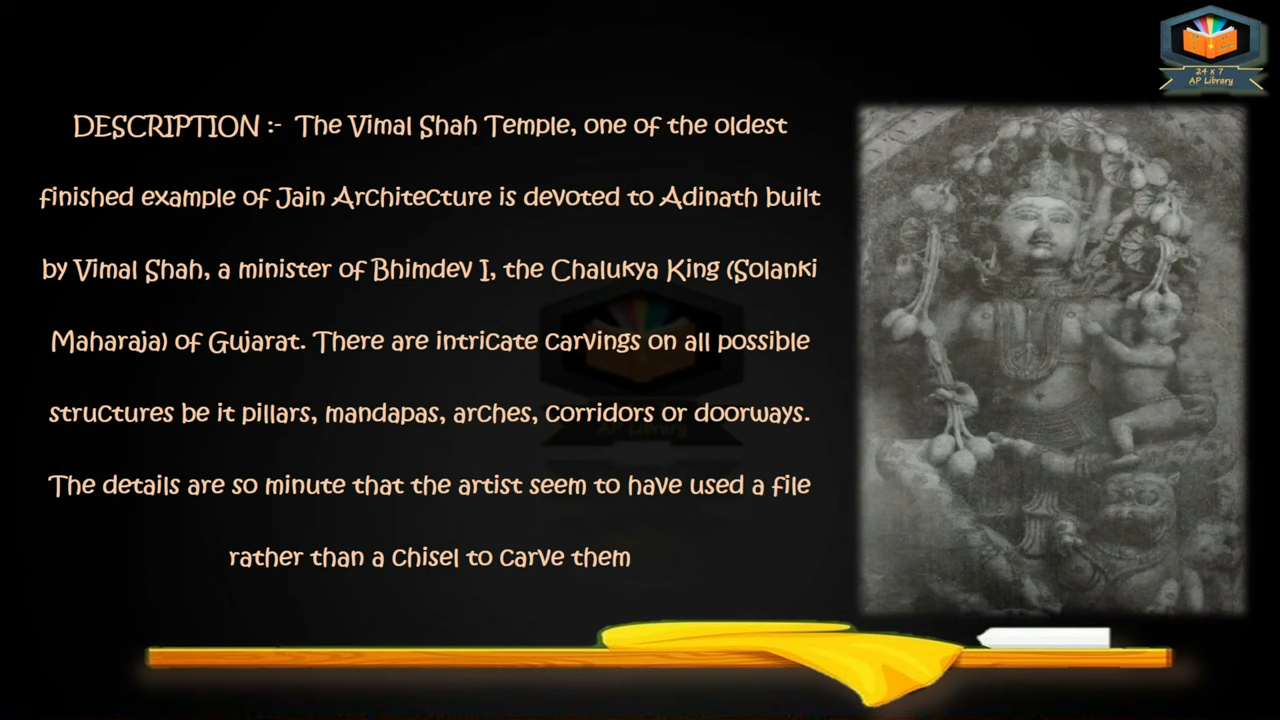 24 x 7
AP Library
DESCRIPTION :- The Vimal Shah Temple, one of the oldest
finished example of Jain Architecture is devoted to Adinath built
by Vimal Shah, a minister of Bhimdev I, the Chalukya King (Solanki
Maharaja) of Gujarat. There are intricate carvings on all possible
structures be it pillars, mandapas, arches, corridors or doorways.
The details are so minute that the artist seem to have used a file
rather than a chisel to carve them
AP Library